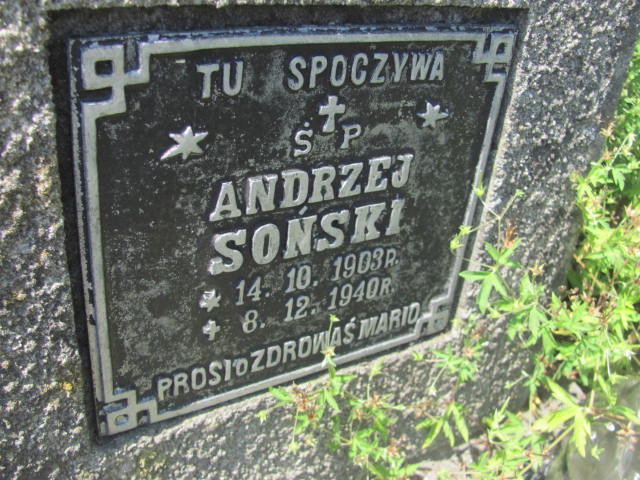 TU SPOCZYWA
Ś P
ANDRZEJ
SOŃSKI
14. 10. 1903R.
8. 12. 1940R.
PROSI O ZDROWAŚ MARIO